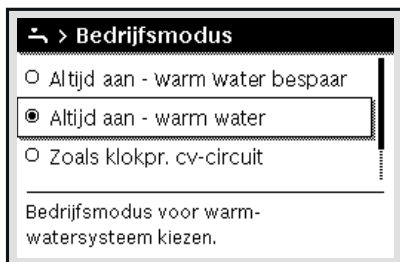 > Bedrijfsmodus
Altijd aan - warm water bespaar
Altijd aan - warm water
Zoals klokpr. cv-circuit
Bedrijfsmodus voor warm-
watersysteem kiezen.